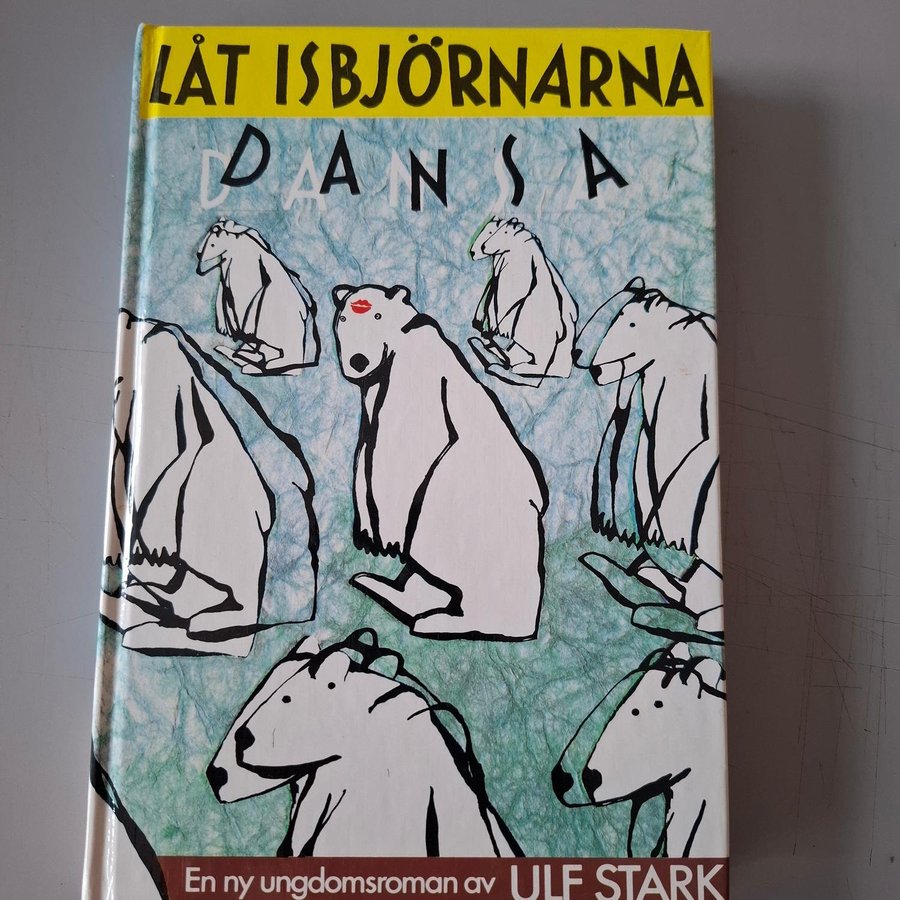 LÅT ISBJÖRNARNA
DANSA
En ny ungdomsroman av ULF STARK